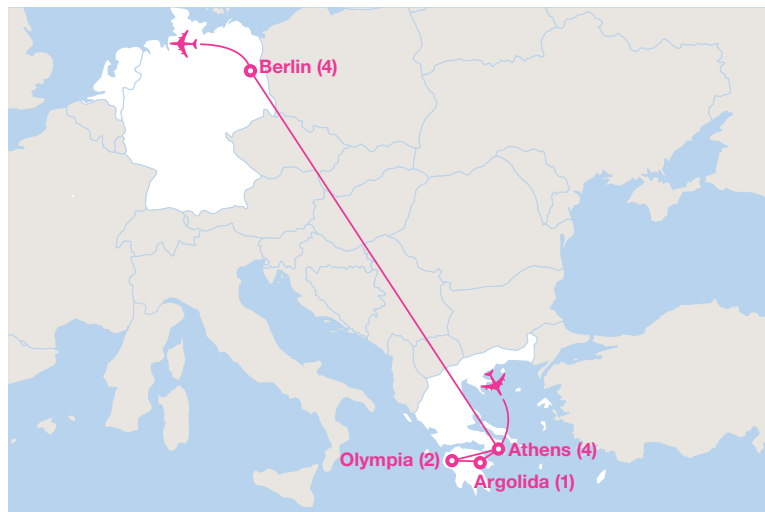 Berlin (4)
Athens (4)
Olympia (2)
Argolida (1)